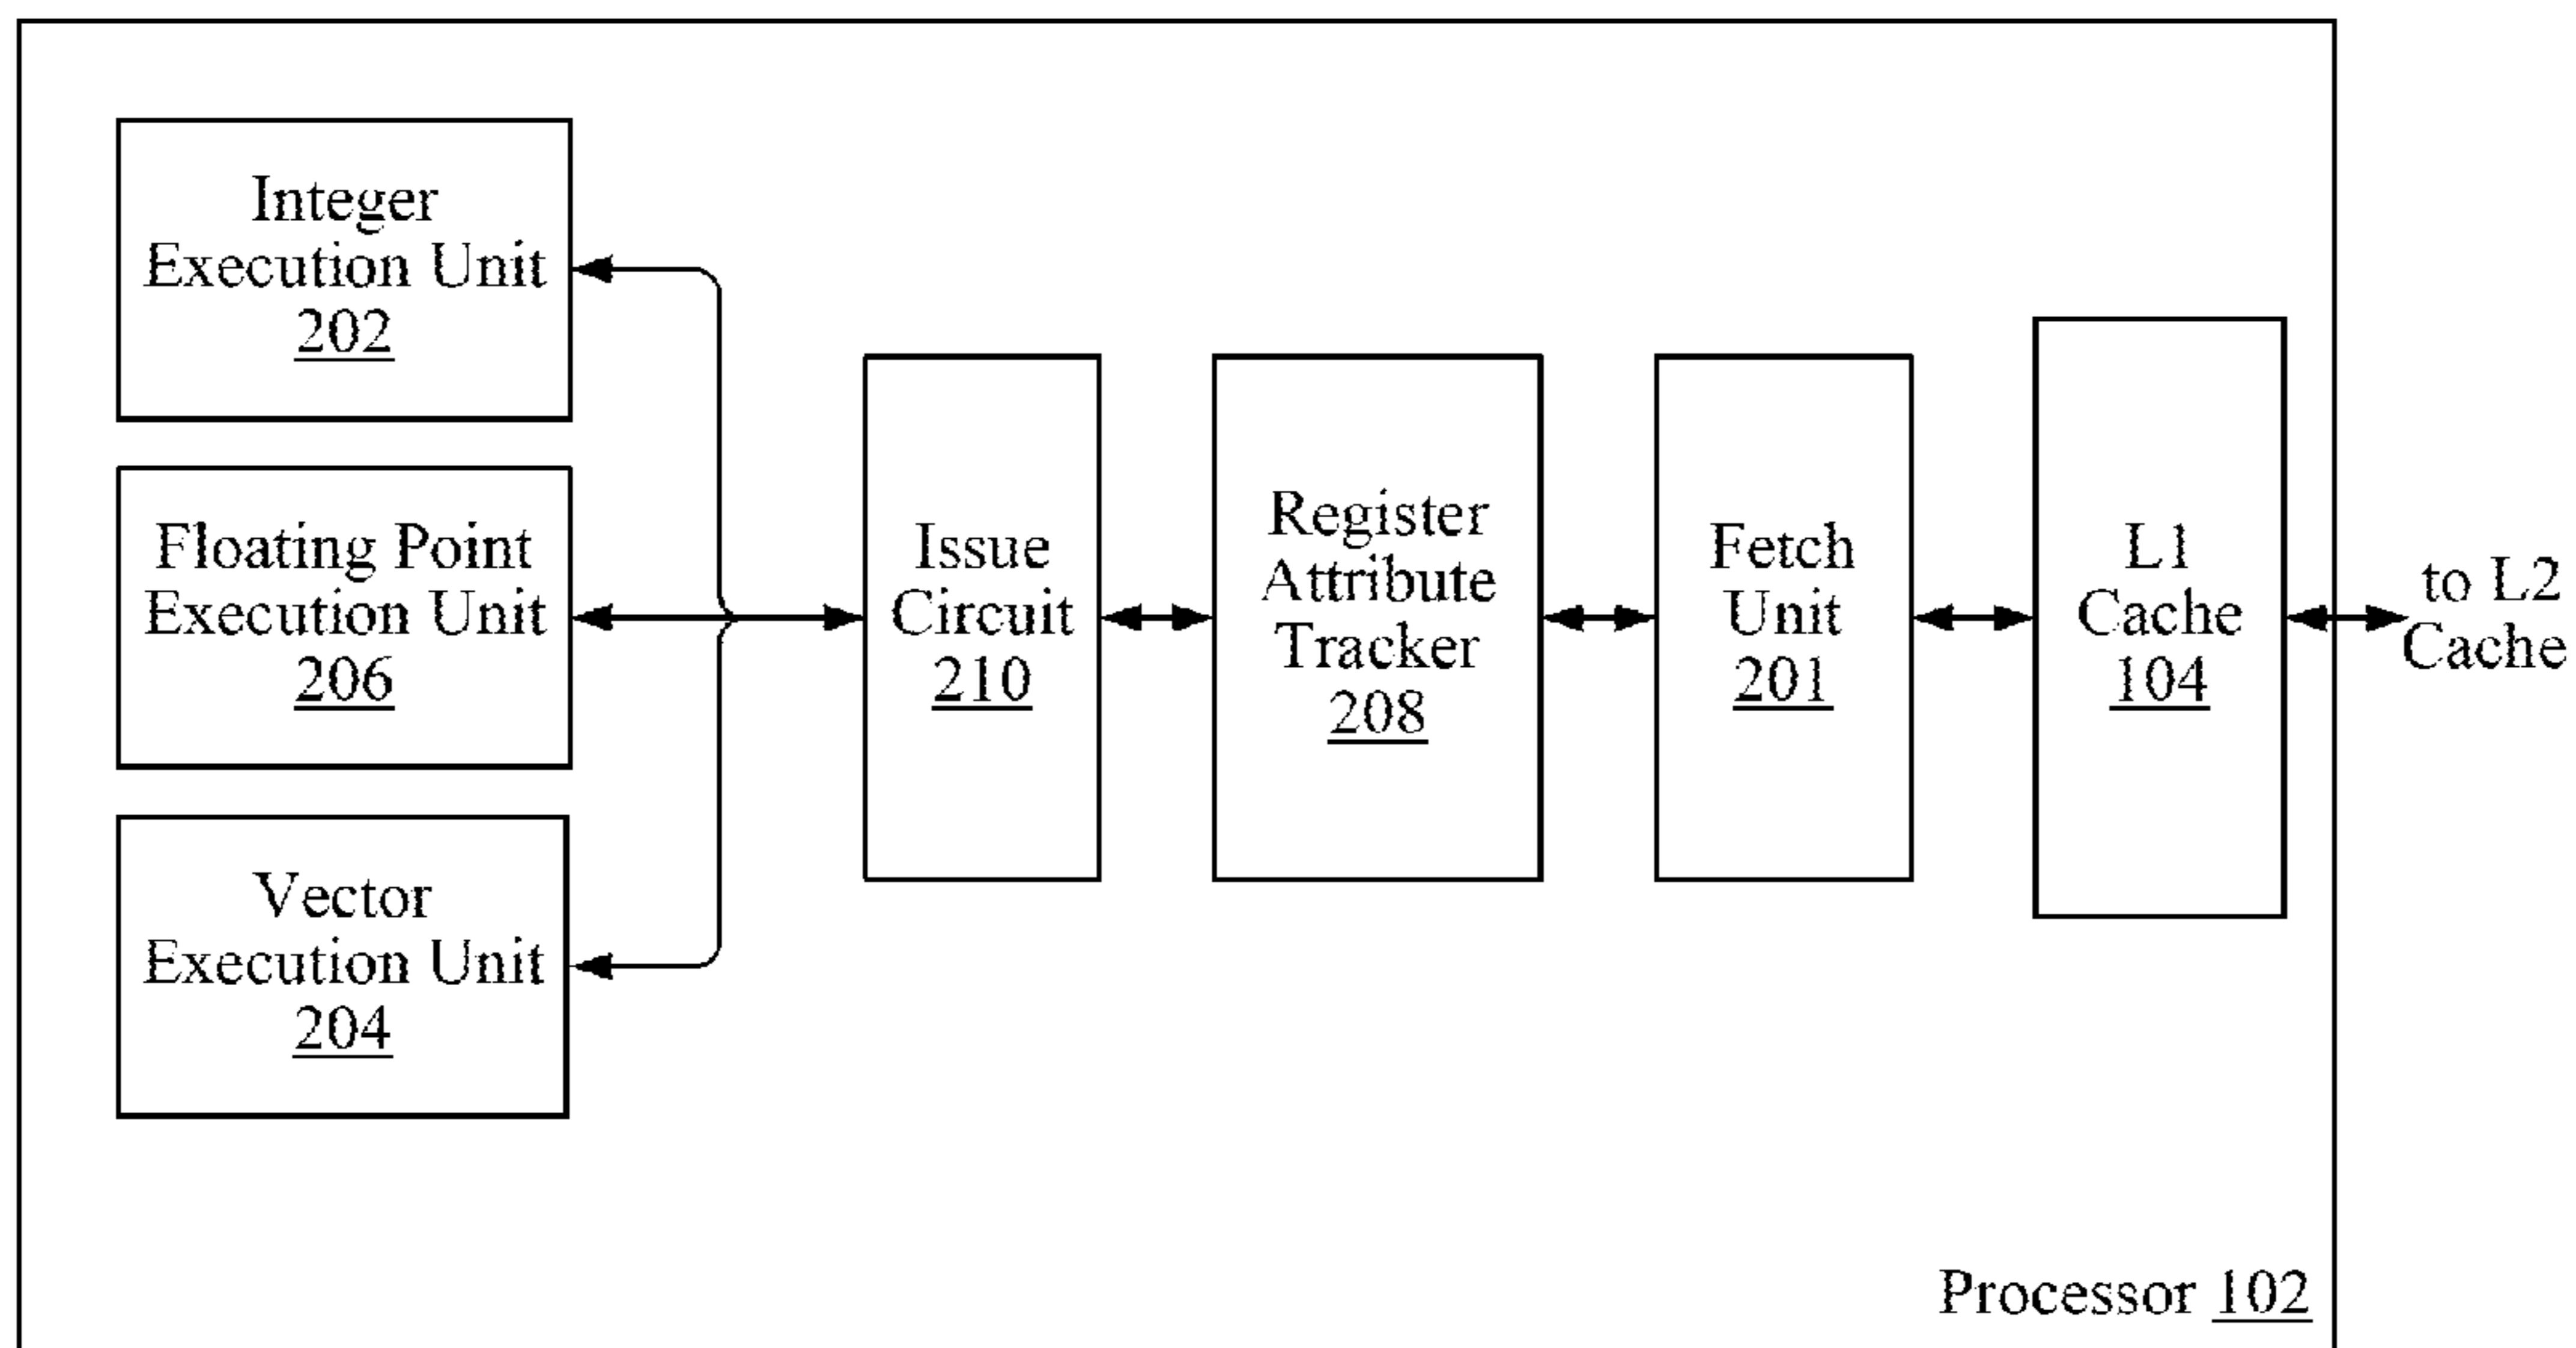 Integer
Execution Unit
202
Floating Point
Execution Unit
206
Vector
Execution Unit
204
Issue
Circuit
210
Register
Attribute
Tracker
208
Fetch
Unit
201
L1
Cache
104
to L2
Cache
Processor 102